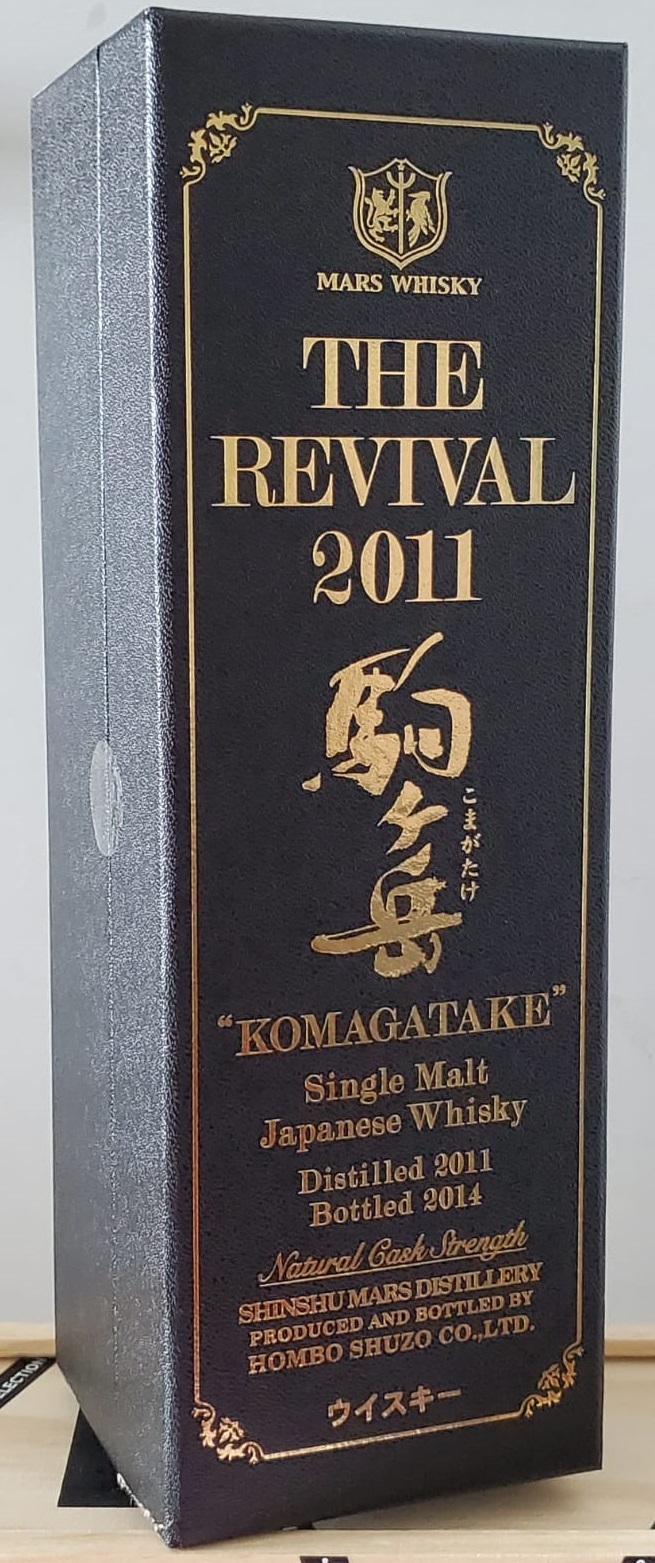 MARS WHISKY
THE
REVIVAL
2011
駒ヶ岳
こまがたけ
"KOMAGATAKE"
Single Malt
Japanese Whisky
Distilled 2011
Bottled 2014
Natural Cask Strength
SHINSHU MARS DISTILLERY
PRODUCED AND BOTTLED BY
HOMBO SHUZO CO.,LTD.
ウイスキー